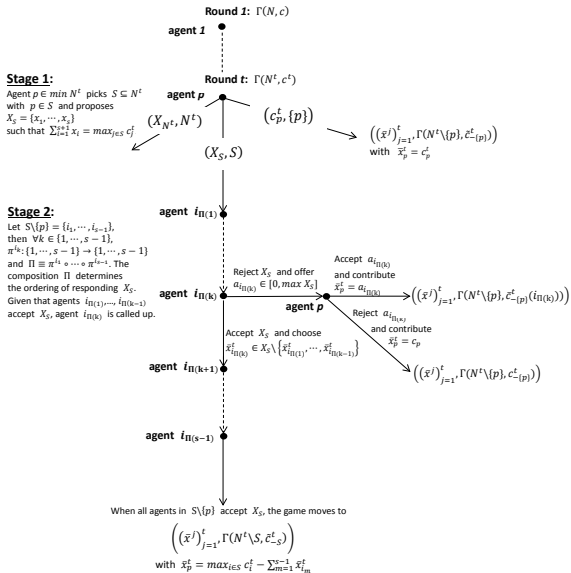 Round 1: Γ(N, c)
agent 1
Stage 1:
Agent p ∈ min Nᵗ picks S ⊆ Nᵗ
with p ∈ S and proposes
X_S = {x₁, ⋯, x_s}
such that ∑_{i=1}^{s+1} x_i = max_{j∈S} c_j^t
Round t: Γ(Nᵗ, cᵗ)
agent p
(X_{N^t}, N^t)
(c_p^t, {p})
(X_S, S)
((x̄)_{j=1}^t, Γ(N^t\{p}, c̄_{-{p}}^t))
with x̄_p^t = c_p^t
Stage 2:
Let S\{p} = {i₁, ⋯, i_{s−1}},
then ∀k ∈ {1, ⋯, s − 1},
π^{i_k}: {1, ⋯, s − 1} → {1, ⋯, s − 1}
and Π ≡ π^{i_1} ∘ ⋯ ∘ π^{i_{s−1}}. The
composition Π determines
the ordering of responding X_S.
Given that agents i_{Π(1)},..., i_{Π(k−1)}
accept X_S, agent i_{Π(k)} is called up.
agent i_{Π(1)}
Reject X_S and offer
a_{i_{Π(k)}} ∈ [0, max X_S]
agent i_{Π(k)}
agent p
Accept a_{i_{Π(k)}}
and contribute
x̄_p^t = a_{i_{Π(k)}}
((x̄^j)_{j=1}^t, Γ(N^t\{p}, c̄_{−{p}}^t(i_{Π(k)})))
Reject a_{i_{Π(k)}}
and contribute
x̄_p^t = c_p
((x̄^j)_{j=1}^t, Γ(N^t\{p}, c_{−{p}}^t))
Accept X_S and choose
x̄_{i_{Π(k)}}^t ∈ X_S\{x̄_{i_{Π(1)}}^t, ⋯, x̄_{i_{Π(k−1)}}^t}
agent i_{Π(k+1)}
agent i_{Π(s−1)}
When all agents in S\{p} accept X_S, the game moves to
((x̄^j)_{j=1}^t, Γ(N^t\S, c̄_{−S}^t))
with x̄_p^t = max_{i∈S} c_i^t − ∑_{m=1}^{s−1} x̄_{i_m}^t